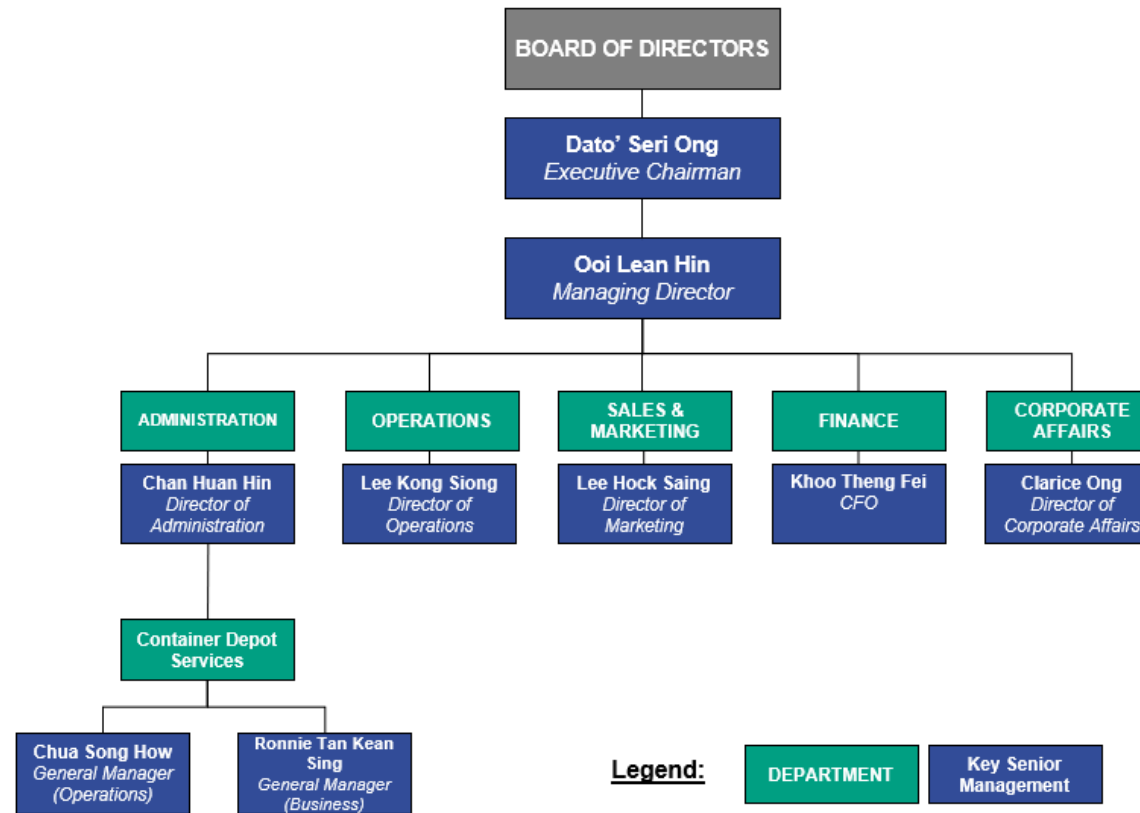 BOARD OF DIRECTORS
Dato’ Seri Ong
Executive Chairman
Ooi Lean Hin
Managing Director
ADMINISTRATION
OPERATIONS
SALES &
MARKETING
FINANCE
CORPORATE
AFFAIRS
Chan Huan Hin
Director of
Administration
Lee Kong Siong
Director of
Operations
Lee Hock Saing
Director of
Marketing
Khoo Theng Fei
CFO
Clarice Ong
Director of
Corporate Affairs
Container Depot
Services
Chua Song How
General Manager
(Operations)
Ronnie Tan Kean
Sing
General Manager
(Business)
Legend:
DEPARTMENT
Key Senior
Management